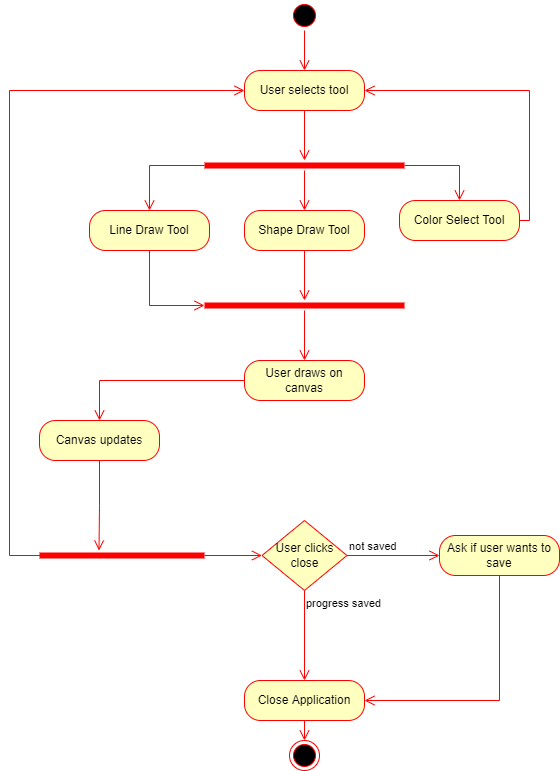 User selects tool
Line Draw Tool
Shape Draw Tool
Color Select Tool
User draws on
canvas
Canvas updates
User clicks
close
not saved
Ask if user wants to
save
progress saved
Close Application